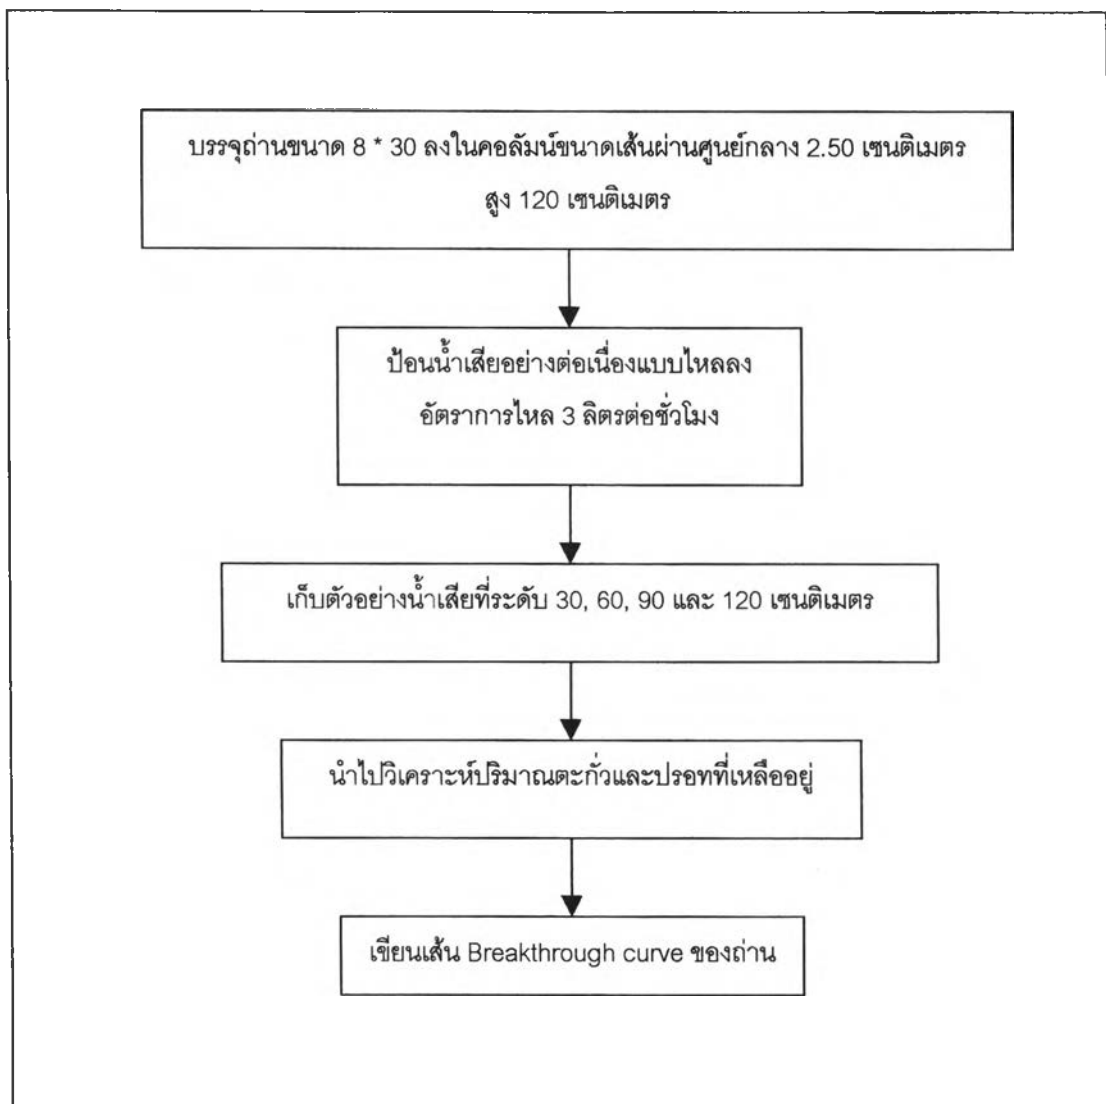 บรรจุถ่านขนาด 8 * 30 ลงในคอลัมน์ขนาดเส้นผ่านศูนย์กลาง 2.50 เซนติเมตร
สูง 120 เซนติเมตร
ป้อนน้ำเสียอย่างต่อเนื่องแบบไหลลง
อัตราการไหล 3 ลิตรต่อชั่วโมง
เก็บตัวอย่างน้ำเสียที่ระดับ 30, 60, 90 และ 120 เซนติเมตร
นำไปวิเคราะห์ปริมาณตะกั่วและปรอทที่เหลืออยู่
เขียนเส้น Breakthrough curve ของถ่าน